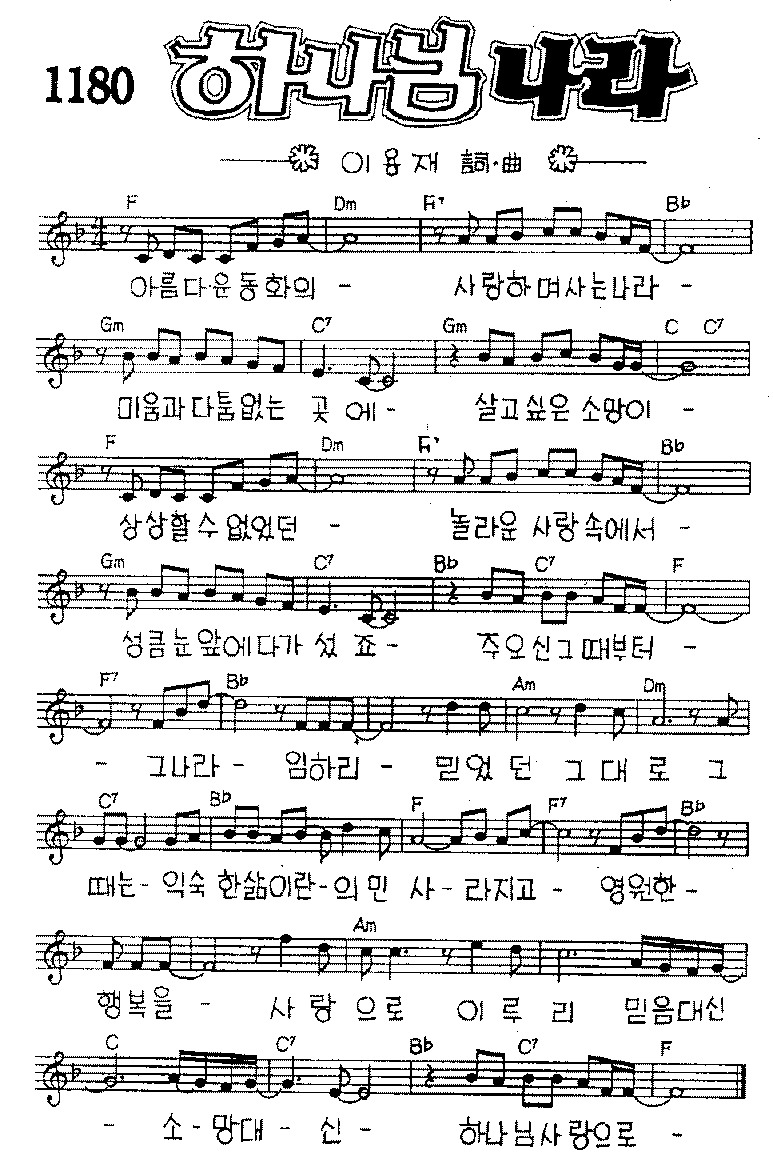 1180 하나님 나라
이용재 詞·曲
F Dm F7 Bb
아름다운동화의 - 사랑하며사는나라 -
Gm C7 Gm C C7
미움과다툼없는 곳 에 - 살고싶은 소망이 -
F Dm F7 Bb
상상할수 없었던 - 놀라운 사랑속에서 -
Gm C7 Bb C7 F
성큼눈앞에다가 섰 죠 - 주오신그때부터 -
F7 Bb Am Dm
- 그나라 - 임하리 - 믿었 던 그 대 로 그
C7 Bb F F7 Bb
때는 - 익숙 한삶이란 - 의민 사 - 라지고 - 영원한 -
Am
행복을 - 사 랑 으로 이 루 리 믿음대신
C C7 Bb C7 F
- 소 - 망대 - 신 - 하나님사랑으로 -